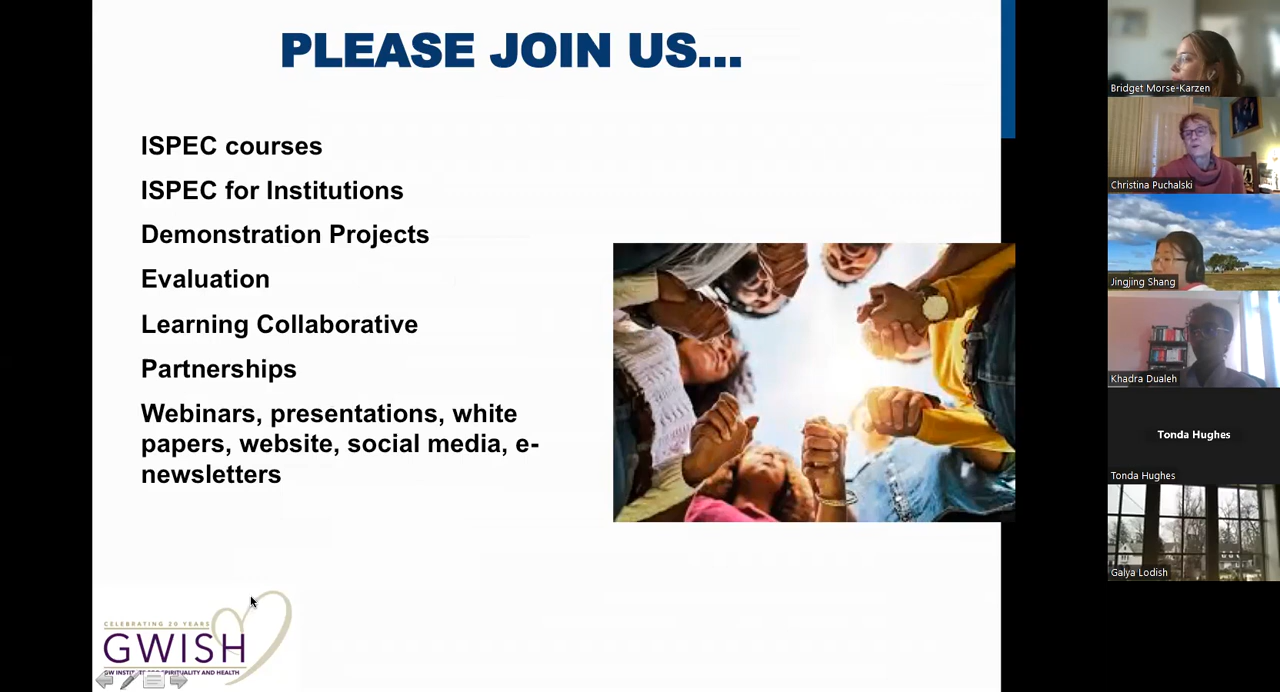 PLEASE JOIN US...
ISPEC courses
ISPEC for Institutions
Demonstration Projects
Evaluation
Learning Collaborative
Partnerships
Webinars, presentations, white
papers, website, social media, e-
newsletters
CELEBRATING 20 YEARS
GWISH
GW INSTITUTE FOR SPIRITUALITY AND HEALTH
Bridget Morse-Karzen
Christina Puchalski
Jingjing Shang
Khadra Dualeh
Tonda Hughes
Tonda Hughes
Galya Lodish